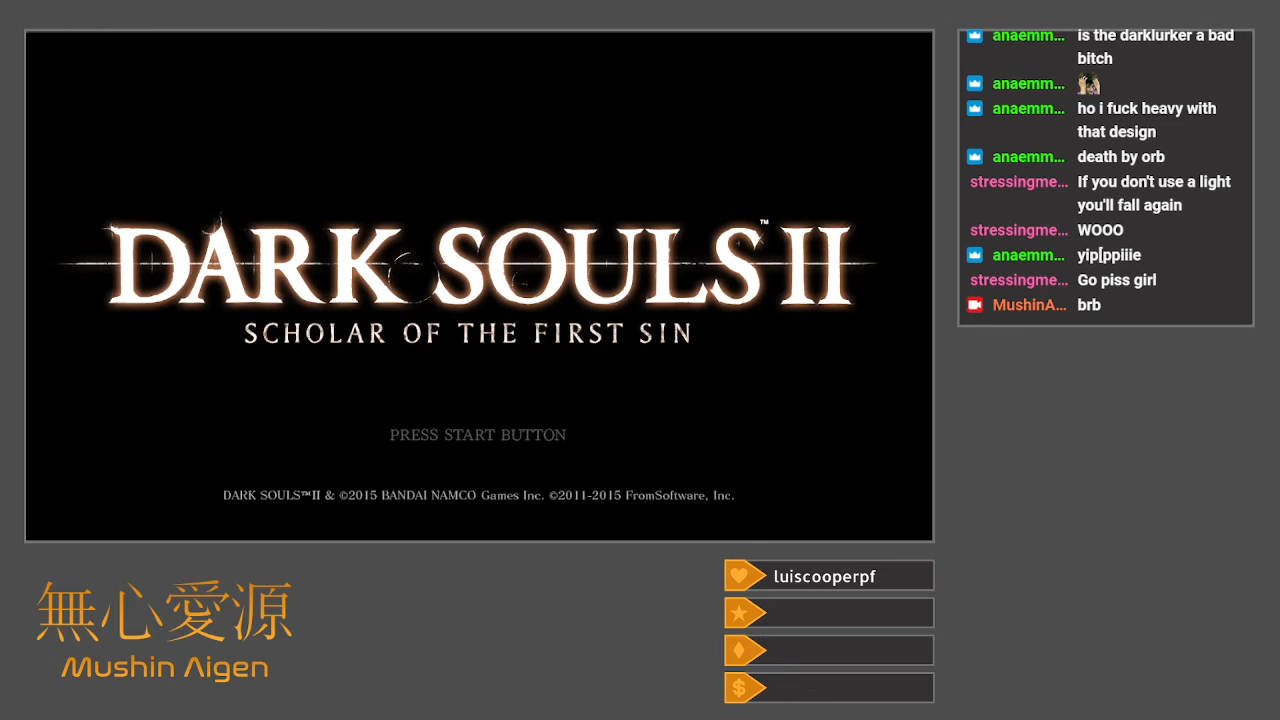 DARK SOULS™ II
SCHOLAR OF THE FIRST SIN
PRESS START BUTTON
DARK SOULS™II & ©2015 BANDAI NAMCO Games Inc. ©2011-2015 FromSoftware, Inc.
anaemm... is the darklurker a bad
bitch
anaemm...
anaemm... ho i fuck heavy with
that design
anaemm... death by orb
stressingme... If you don't use a light
you'll fall again
stressingme... WOOO
anaemm... yip[ppiiie
stressingme... Go piss girl
MushinA... brb
無心愛源
Mushin Aigen
luiscooperpf
$